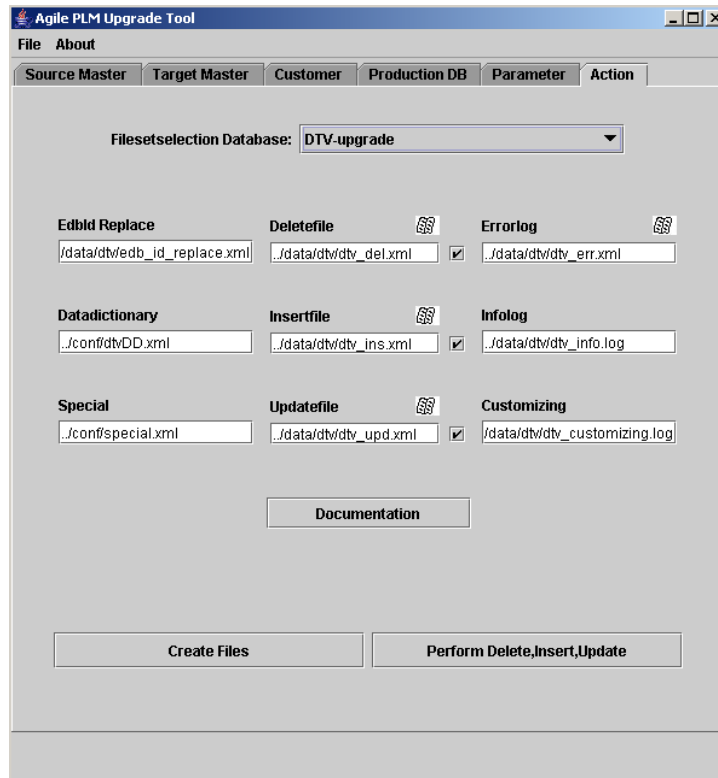 Agile PLM Upgrade Tool
File About
Source Master Target Master Customer Production DB Parameter Action
Filesetselection Database: DTV-upgrade
EdbId Replace Deletefile Errorlog
/data/dtv/edb_id_replace.xml ../data/dtv/dtv_del.xml ../data/dtv/dtv_err.xml
Datadictionary Insertfile Infolog
../conf/dtvDD.xml ../data/dtv/dtv_ins.xml ../data/dtv/dtv_info.log
Special Updatefile Customizing
../conf/special.xml ../data/dtv/dtv_upd.xml /data/dtv/dtv_customizing.log
Documentation
Create Files Perform Delete,Insert,Update